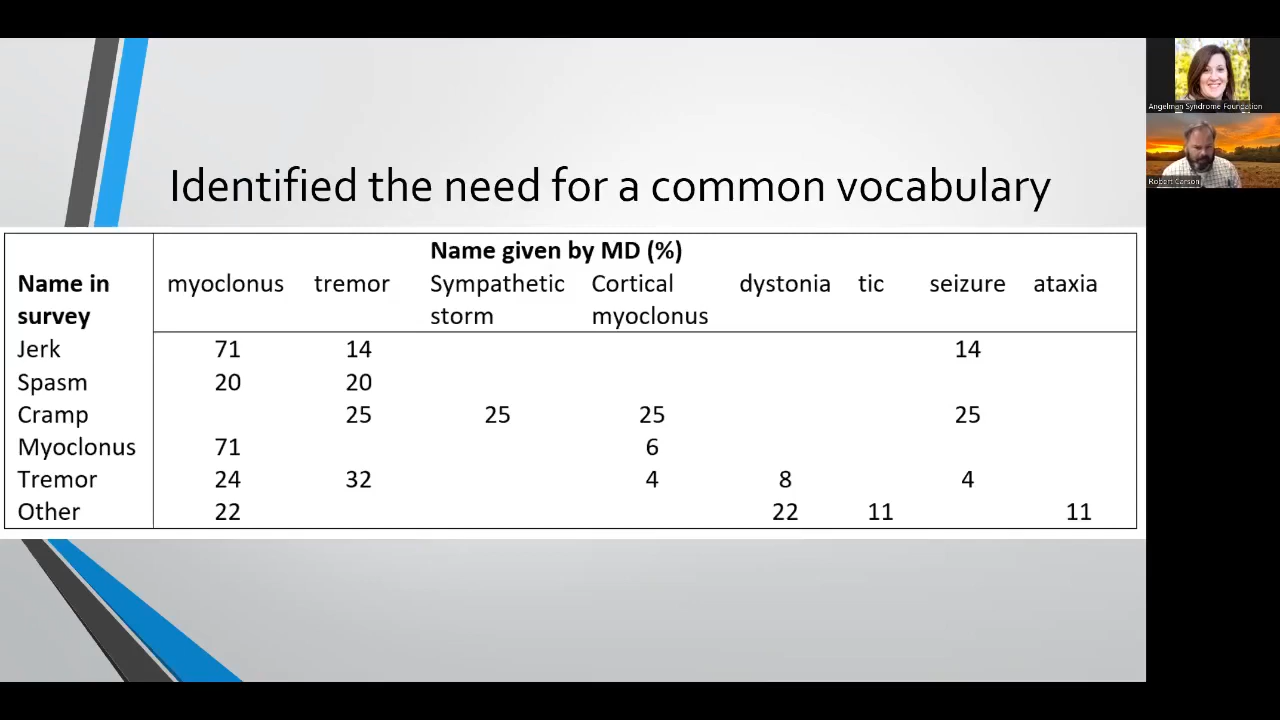 Identified the need for a common vocabulary
Name given by MD (%)
Name in survey myoclonus tremor Sympathetic storm Cortical myoclonus dystonia tic seizure ataxia
Jerk 71 14 14
Spasm 20 20
Cramp 25 25 25 25
Myoclonus 71 6
Tremor 24 32 4 8 4
Other 22 22 11 11
Angelman Syndrome Foundation
Robert Carson